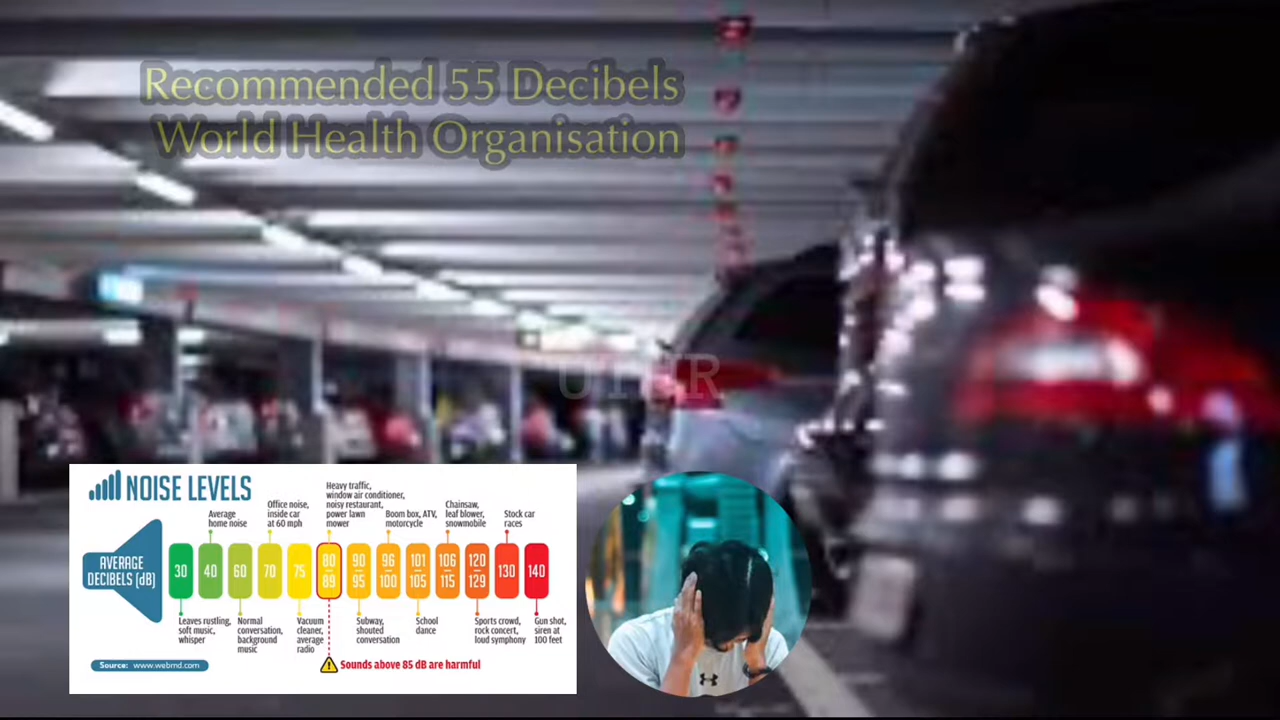 Recommended 55 Decibels
World Health Organisation
NOISE LEVELS
Heavy traffic,
window air conditioner,
noisy restaurant,
power lawn
mower
Average
home noise
Office noise,
inside car
at 60 mph
Boom box, ATV,
motorcycle
Chainsaw,
leaf blower,
snowmobile
Stock car
races
AVERAGE
DECIBELS (dB)
30
40
60
70
75
80
89
90
95
96
100
101
105
106
115
120
129
130
140
Leaves rustling,
soft music,
whisper
Normal
conversation,
background
music
Vacuum
cleaner,
average
radio
Subway,
shouted
conversation
School
dance
Sports crowd,
rock concert,
loud symphony
Gun shot,
siren at
100 feet
Source: www.webmd.com
Sounds above 85 dB are harmful